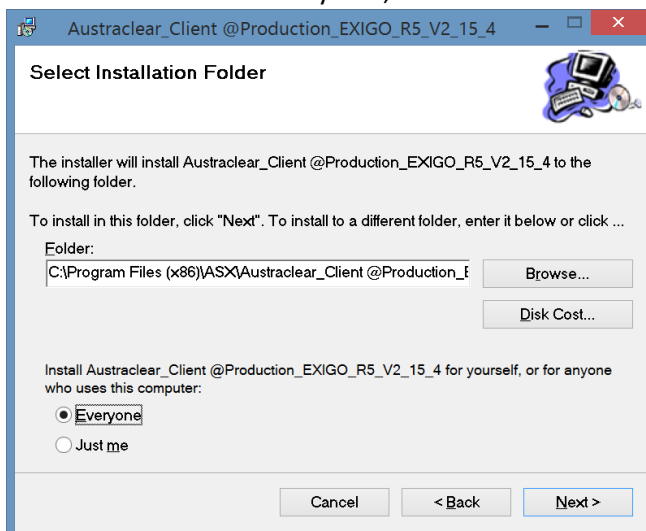 Austraclear_Client @Production_EXIGO_R5_V2_15_4
Select Installation Folder
The installer will install Austraclear_Client @Production_EXIGO_R5_V2_15_4 to the
following folder.
To install in this folder, click "Next". To install to a different folder, enter it below or click ...
Folder:
C:\Program Files (x86)\ASX\Austraclear_Client @Production_E
Browse...
Disk Cost...
Install Austraclear_Client @Production_EXIGO_R5_V2_15_4 for yourself, or for anyone
who uses this computer:
Everyone
Just me
Cancel
< Back
Next >